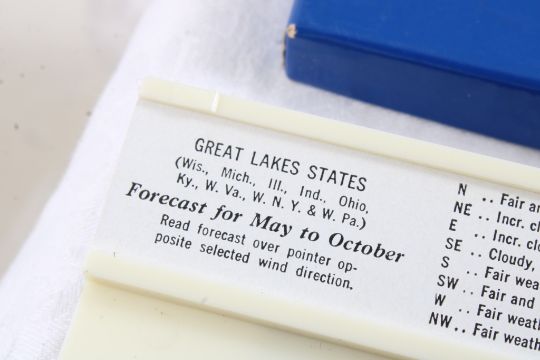 GREAT LAKES STATES
(Wis., Mich., Ill., Ind., Ohio,
Ky., W. Va., W. N. Y. & W. Pa.)
Forecast for May to October
Read forecast over pointer op-
posite selected wind direction.
N .. Fair
NE .. Incr.
E .. Incr.
SE .. Cloudy,
S .. Fair
SW .. Fair and
W .. Fair
NW .. Fair